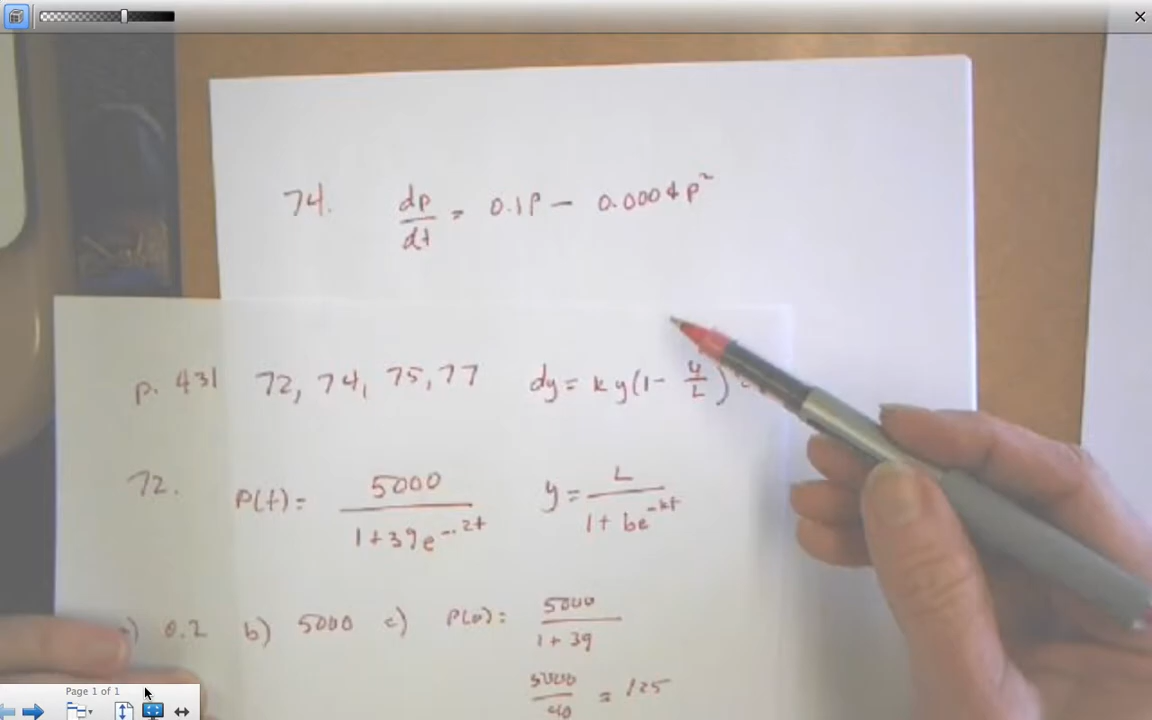 74. dp/dt = 0.1P - 0.0004P²
p. 431 72, 74, 75, 77 dy = ky(1 - y/L)
72. P(t) = 5000/(1+39e^-.2t) y = L/(1+be^-kt)
0.2 b) 5000 c) P(0) = 5000/(1+39)
5000/40 = 125
Page 1 of 1